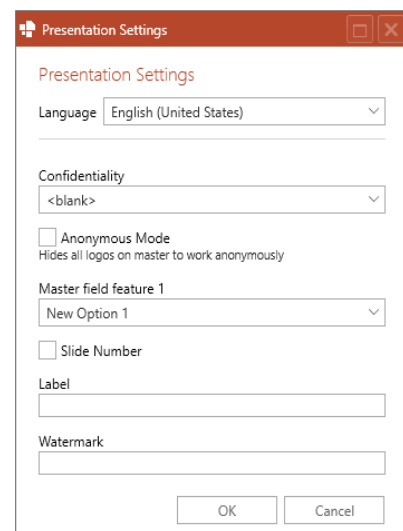 Presentation Settings
Presentation Settings
Language English (United States)
Confidentiality
<blank>
Anonymous Mode
Hides all logos on master to work anonymously
Master field feature 1
New Option 1
Slide Number
Label
Watermark
OK Cancel